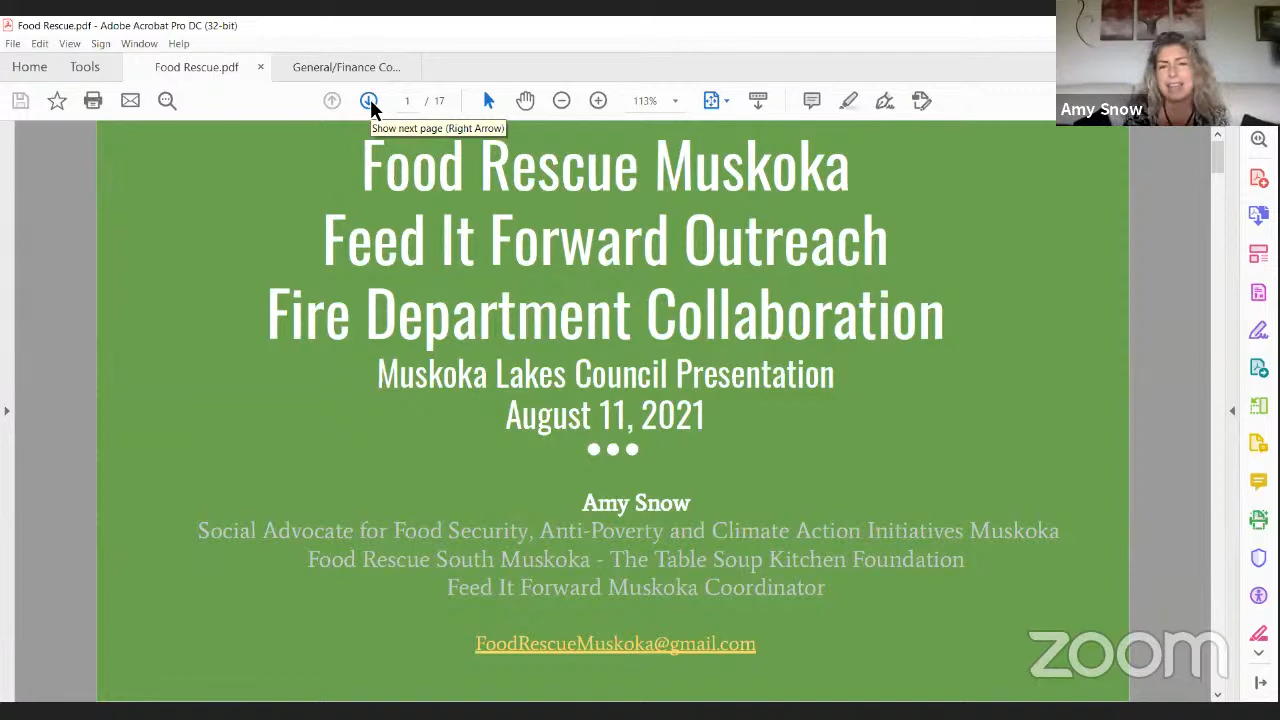 Food Rescue.pdf - Adobe Acrobat Pro DC (32-bit)
File Edit View Sign Window Help
Home Tools Food Rescue.pdf × General/Finance Co...
1 / 17 113%
Show next page (Right Arrow)
Amy Snow
Food Rescue Muskoka
Feed It Forward Outreach
Fire Department Collaboration
Muskoka Lakes Council Presentation
August 11, 2021
Amy Snow
Social Advocate for Food Security, Anti-Poverty and Climate Action Initiatives Muskoka
Food Rescue South Muskoka - The Table Soup Kitchen Foundation
Feed It Forward Muskoka Coordinator
FoodRescueMuskoka@gmail.com
zoom